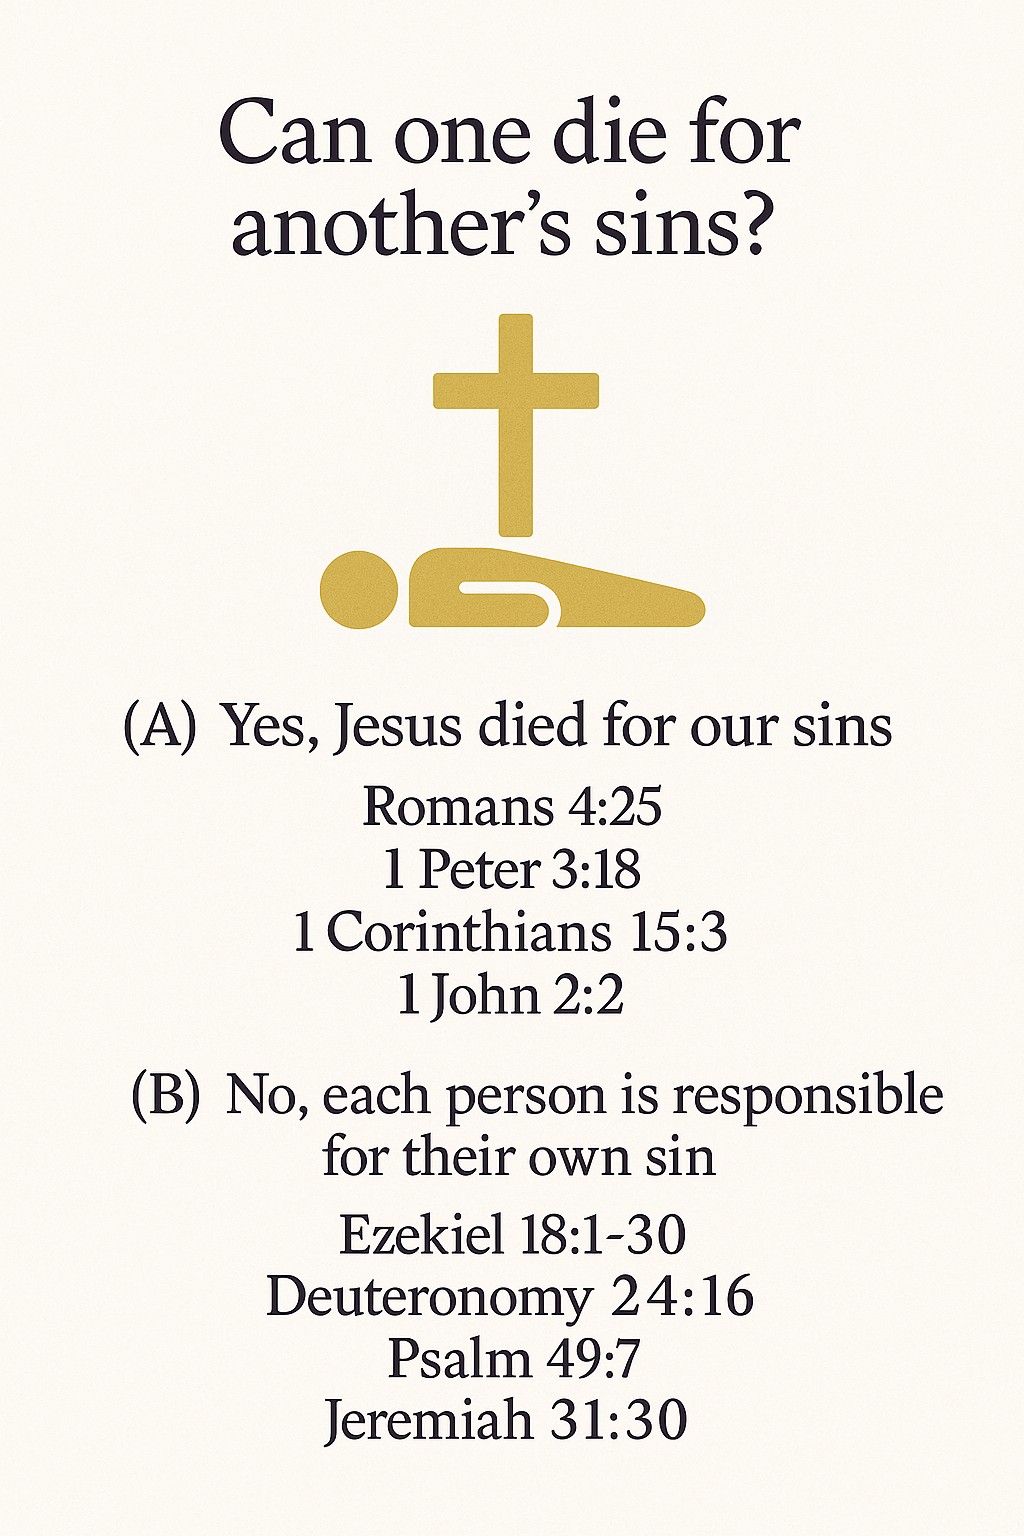 Can one die for
another’s sins?
(A) Yes, Jesus died for our sins
Romans 4:25
1 Peter 3:18
1 Corinthians 15:3
1 John 2:2
(B) No, each person is responsible
for their own sin
Ezekiel 18:1-30
Deuteronomy 24:16
Psalm 49:7
Jeremiah 31:30